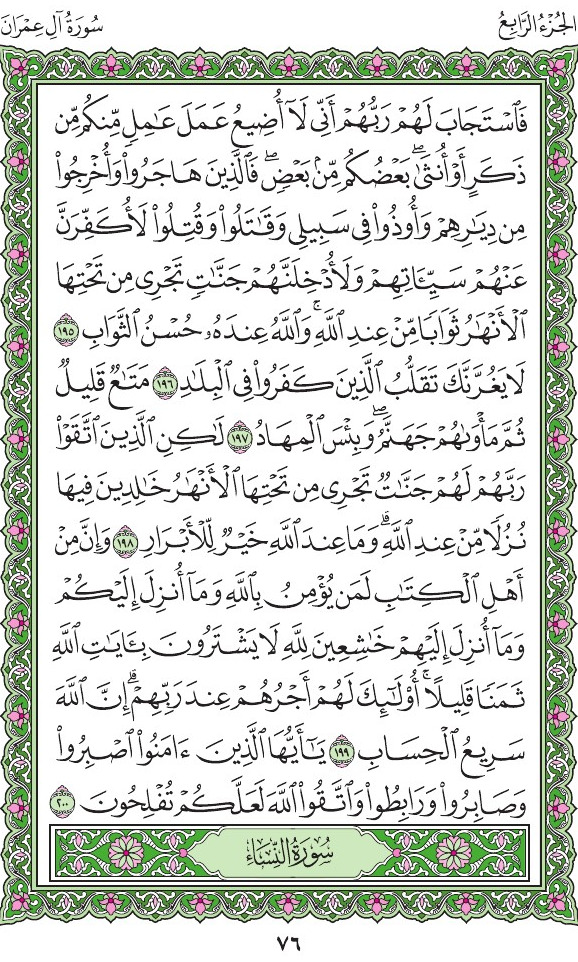 الجزء الرابع
سورة آل عمران
فَٱسْتَجَابَ لَهُمْ رَبُّهُمْ أَنِّي لَآ أُضِيعُ عَمَلَ عَٰمِلٍ مِّنكُم مِّن
ذَكَرٍ أَوْ أُنثَىٰۖ بَعْضُكُم مِّنۢ بَعْضٍۖ فَٱلَّذِينَ هَاجَرُوا۟ وَأُخْرِجُوا۟
مِن دِيَٰرِهِمْ وَأُوذُوا۟ فِي سَبِيلِي وَقَٰتَلُوا۟ وَقُتِلُوا۟ لَأُكَفِّرَنَّ
عَنْهُمْ سَيِّـَٔاتِهِمْ وَلَأُدْخِلَنَّهُمْ جَنَّٰتٍ تَجْرِي مِن تَحْتِهَا
ٱلْأَنْهَٰرُ ثَوَابًا مِّنْ عِندِ ٱللَّهِۚ وَٱللَّهُ عِندَهُۥ حُسْنُ ٱلثَّوَابِ ١٩٥
لَا يَغُرَّنَّكَ تَقَلُّبُ ٱلَّذِينَ كَفَرُوا۟ فِي ٱلْبِلَٰدِ ١٩٦ مَتَٰعٌ قَلِيلٌ
ثُمَّ مَأْوَىٰهُمْ جَهَنَّمُۖ وَبِئْسَ ٱلْمِهَادُ ١٩٧ لَٰكِنِ ٱلَّذِينَ ٱتَّقَوْا۟
رَبَّهُمْ لَهُمْ جَنَّٰتٌ تَجْرِي مِن تَحْتِهَا ٱلْأَنْهَٰرُ خَٰلِدِينَ فِيهَا
نُزُلًا مِّنْ عِندِ ٱللَّهِۗ وَمَا عِندَ ٱللَّهِ خَيْرٌ لِّلْأَبْرَارِ ١٩٨ وَإِنَّ مِنْ
أَهْلِ ٱلْكِتَٰبِ لَمَن يُؤْمِنُ بِٱللَّهِ وَمَآ أُنزِلَ إِلَيْكُمْ
وَمَآ أُنزِلَ إِلَيْهِمْ خَٰشِعِينَ لِلَّهِ لَا يَشْتَرُونَ بِـَٔايَٰتِ ٱللَّهِ
ثَمَنًا قَلِيلًاۚ أُو۟لَٰٓئِكَ لَهُمْ أَجْرُهُمْ عِندَ رَبِّهِمْۗ إِنَّ ٱللَّهَ
سَرِيعُ ٱلْحِسَابِ ١٩٩ يَٰٓأَيُّهَا ٱلَّذِينَ ءَامَنُوا۟ ٱصْبِرُوا۟
وَصَابِرُوا۟ وَرَابِطُوا۟ وَٱتَّقُوا۟ ٱللَّهَ لَعَلَّكُمْ تُفْلِحُونَ ٢٠٠
سُورَةُ النِّسَاءِ
٧٦